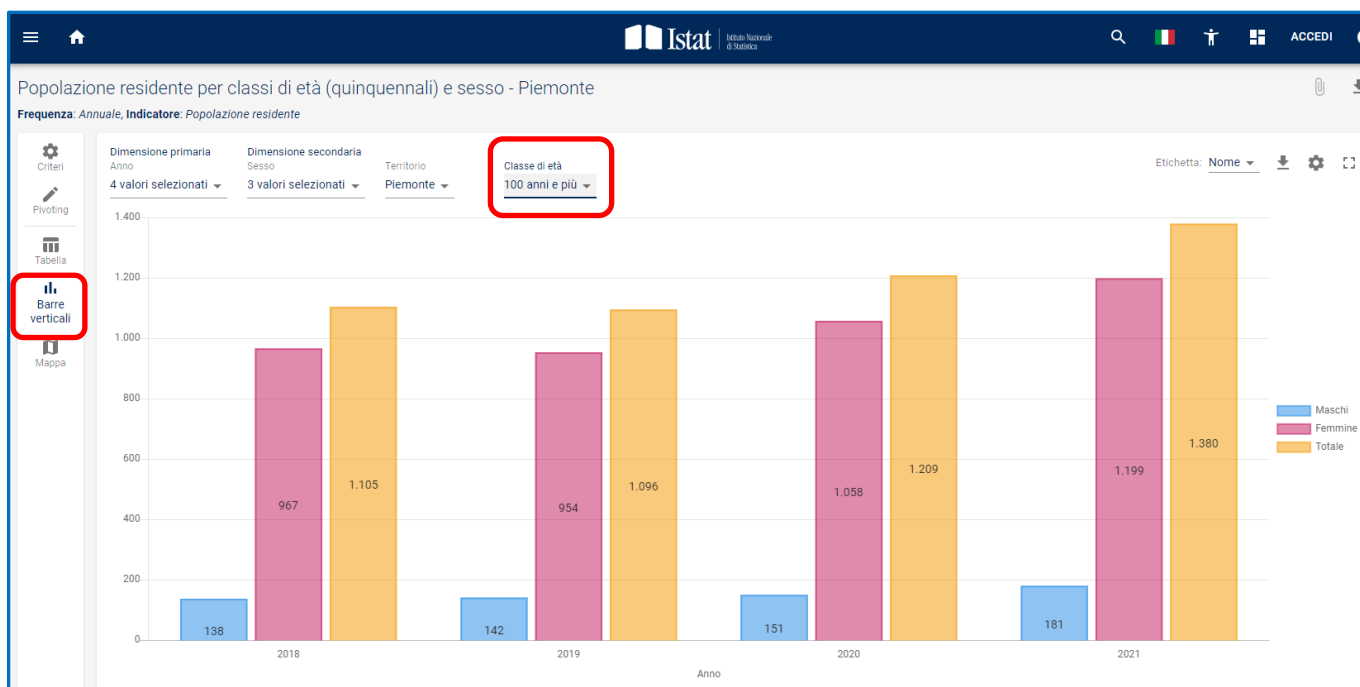 Istat
Istituto Nazionale
di Statistica
ACCEDI
Popolazione residente per classi di età (quinquennali) e sesso - Piemonte
Frequenza: Annuale, Indicatore: Popolazione residente
Criteri
Pivoting
Tabella
Barre
verticali
Mappa
Dimensione primaria
Anno
4 valori selezionati
Dimensione secondaria
Sesso
3 valori selezionati
Territorio
Piemonte
Classe di età
100 anni e più
Etichetta: Nome
1.400
1.200
1.000
800
600
400
200
0
138
967
1.105
142
954
1.096
151
1.058
1.209
181
1.199
1.380
2018
2019
2020
2021
Anno
Maschi
Femmine
Totale